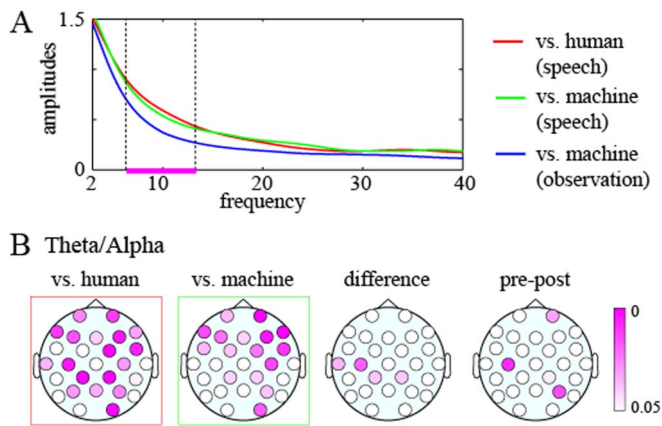 A
1.5
amplitudes
0
2
10
20
30
40
frequency
vs. human
(speech)
vs. machine
(speech)
vs. machine
(observation)
B Theta/Alpha
vs. human
vs. machine
difference
pre-post
0
0.05